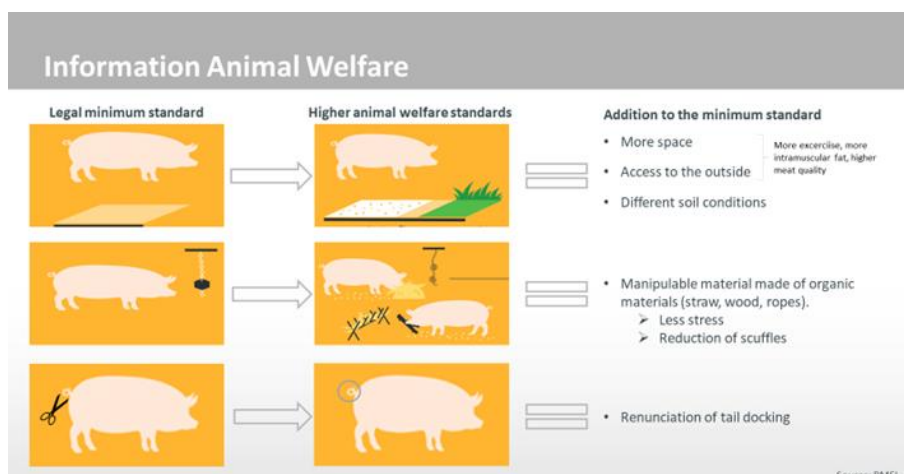 Information Animal Welfare
Legal minimum standard
Higher animal welfare standards
Addition to the minimum standard
• More space
• Access to the outside
More excerciise, more
intramuscular fat, higher
meat quality
• Different soil conditions
• Manipulable material made of organic
materials (straw, wood, ropes).
➢ Less stress
➢ Reduction of scuffles
• Renunciation of tail docking